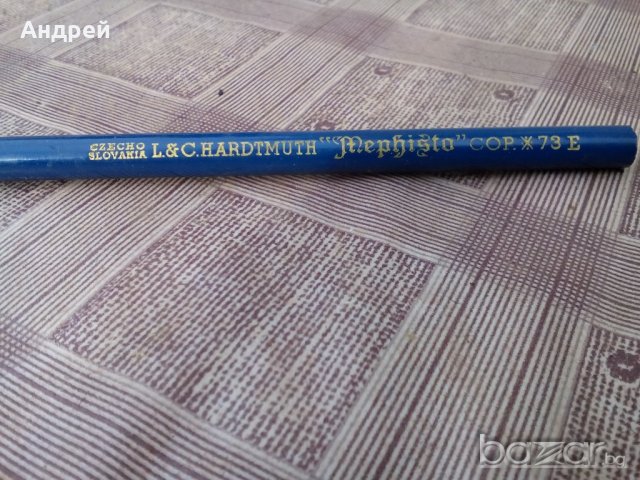 Андрей
CZECHO
SLOVAKIA L.&C.HARDTMUTH "Mephisto" COP. Ж 73 E
bazar.bg